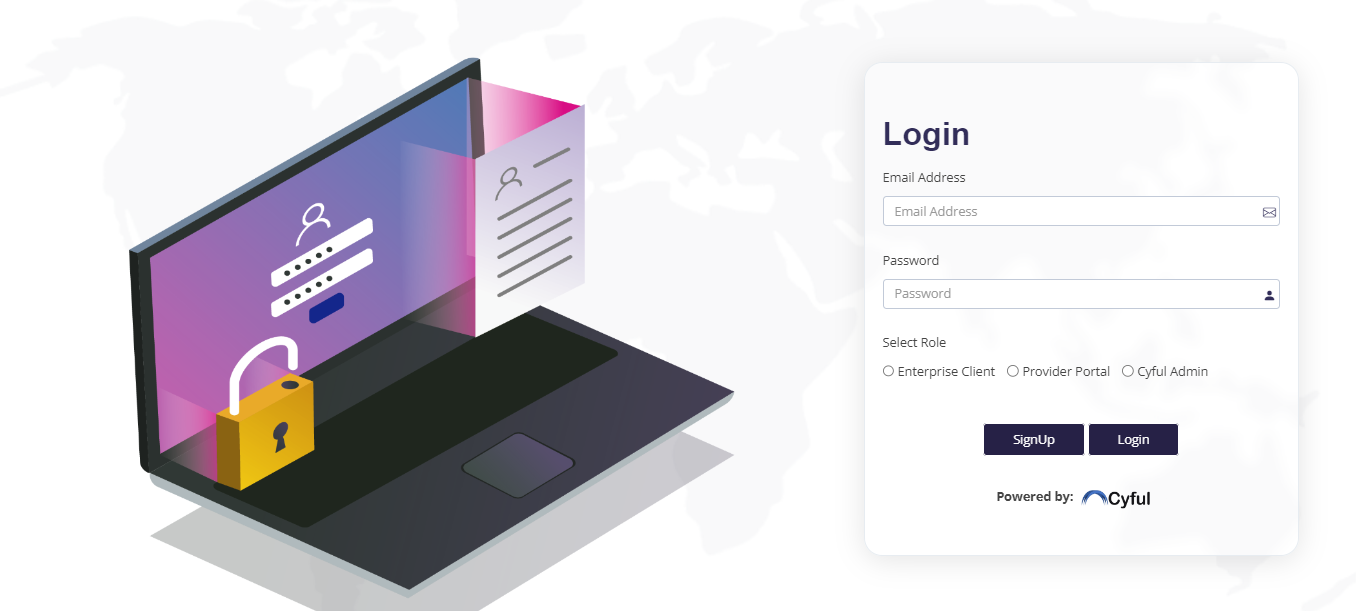 Login
Email Address
Email Address
Password
Password
Select Role
Enterprise Client Provider Portal Cyful Admin
SignUp Login
Powered by: Cyful